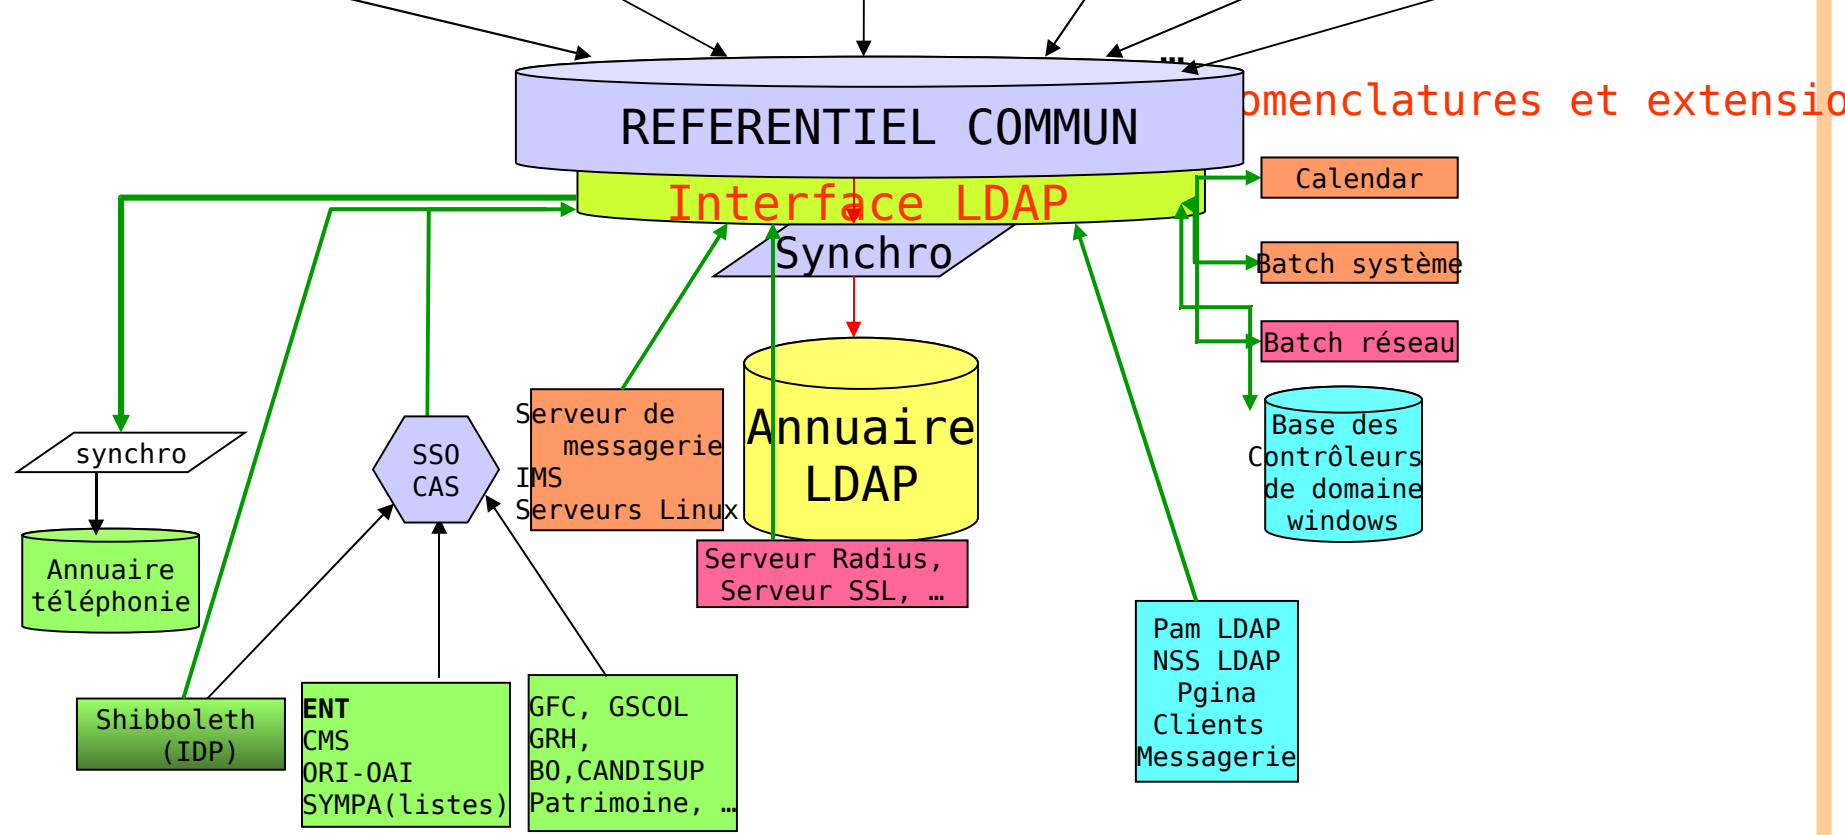 …
REFERENTIEL COMMUN
omenclatures et extensio
Interface LDAP
Calendar
Synchro
Batch système
Batch réseau
synchro
SSO
CAS
Serveur de
messagerie
IMS
Serveurs Linux
Annuaire
LDAP
Base des
Contrôleurs
de domaine
windows
Annuaire
téléphonie
Serveur Radius,
Serveur SSL, …
Pam LDAP
NSS LDAP
Pgina
Clients
Messagerie
Shibboleth
(IDP)
ENT
CMS
ORI-OAI
SYMPA(listes)
GFC, GSCOL
GRH,
BO,CANDISUP
Patrimoine, …